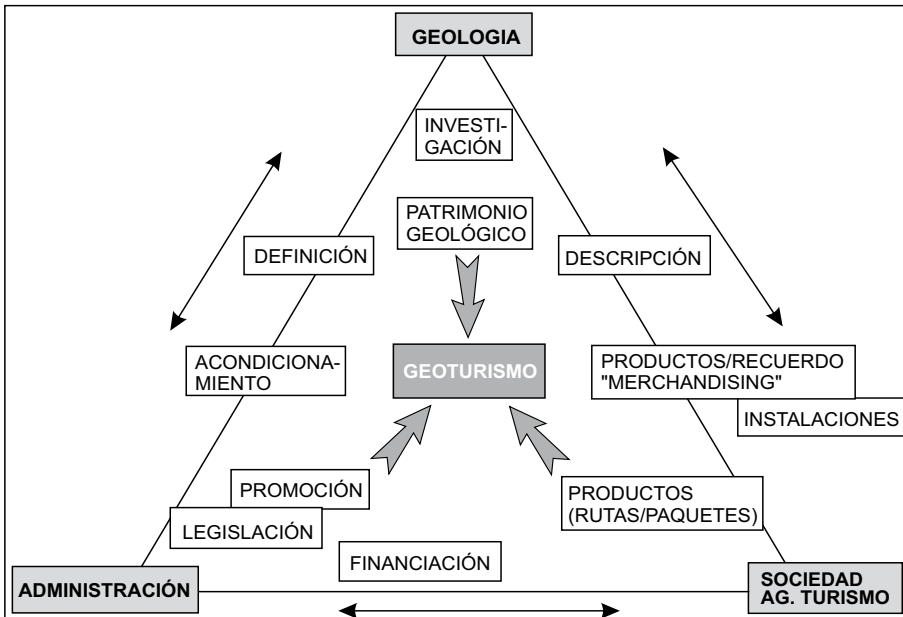 GEOLOGIA
INVESTI-
GACIÓN
PATRIMONIO
GEOLÓGICO
DEFINICIÓN
DESCRIPCIÓN
ACONDICIONA-
MIENTO
GEOTURISMO
PRODUCTOS/RECUERDO
"MERCHANDISING"
INSTALACIONES
PROMOCIÓN
LEGISLACIÓN
PRODUCTOS
(RUTAS/PAQUETES)
FINANCIACIÓN
ADMINISTRACIÓN
SOCIEDAD
AG. TURISMO